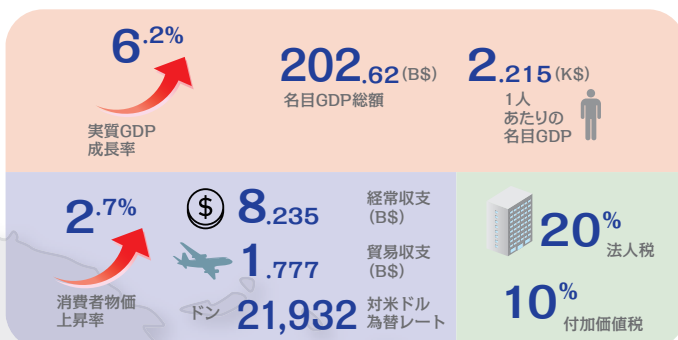 6.2%
実質GDP
成長率
202.62(B$)
名目GDP総額
2.215(K$)
1人
あたりの
名目GDP
2.7%
消費者物価
上昇率
$
8.235
経常収支
(B$)
1.777
貿易収支
(B$)
ドン 21,932
対米ドル
為替レート
20%
法人税
10%
付加価値税